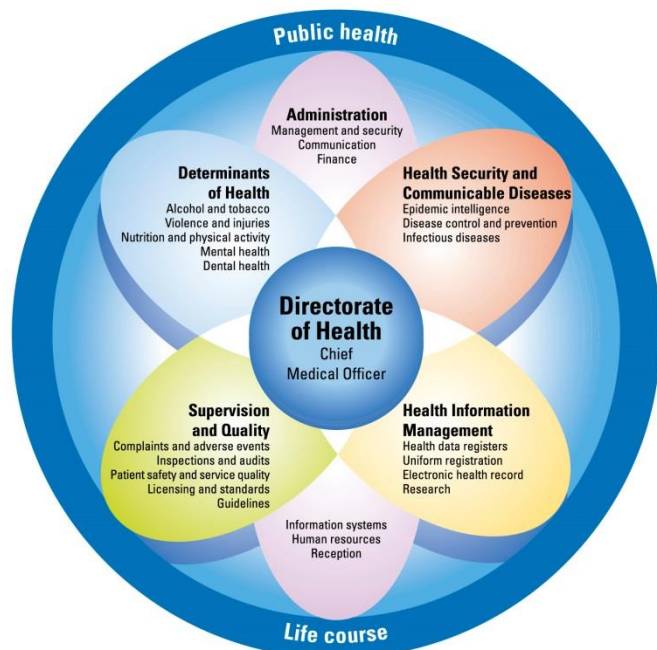 Public health
Administration
Management and security
Communication
Finance
Determinants
of Health
Alcohol and tobacco
Violence and injuries
Nutrition and physical activity
Mental health
Dental health
Health Security and
Communicable Diseases
Epidemic intelligence
Disease control and prevention
Infectious diseases
Directorate
of Health
Chief
Medical Officer
Supervision
and Quality
Complaints and adverse events
Inspections and audits
Patient safety and service quality
Licensing and standards
Guidelines
Health Information
Management
Health data registers
Uniform registration
Electronic health record
Research
Information systems
Human resources
Reception
Life course